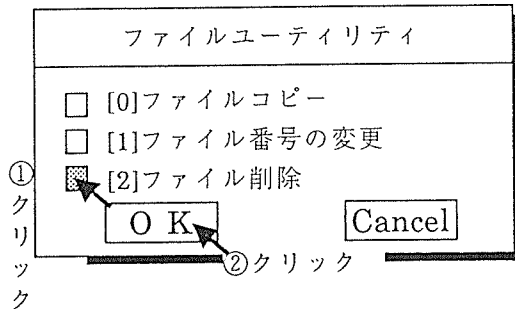 ファイルユーティリティ
[0]ファイルコピー
[1]ファイル番号の変更
[2]ファイル削除
①クリック
OK
Cancel
②クリック